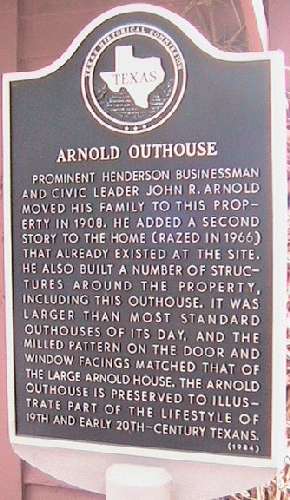 TEXAS HISTORICAL COMMISSION
TEXAS
ARNOLD OUTHOUSE
PROMINENT HENDERSON BUSINESSMAN
AND CIVIC LEADER JOHN R. ARNOLD
MOVED HIS FAMILY TO THIS PROP-
ERTY IN 1908. HE ADDED A SECOND
STORY TO THE HOME (RAZED IN 1966)
THAT ALREADY EXISTED AT THE SITE.
HE ALSO BUILT A NUMBER OF STRUC-
TURES AROUND THE PROPERTY,
INCLUDING THIS OUTHOUSE. IT WAS
LARGER THAN MOST STANDARD
OUTHOUSES OF ITS DAY, AND THE
MILLED PATTERN ON THE DOOR AND
WINDOW FACINGS MATCHED THAT OF
THE LARGE ARNOLD HOUSE. THE ARNOLD
OUTHOUSE IS PRESERVED TO ILLUS-
TRATE PART OF THE LIFESTYLE OF
19TH AND EARLY 20TH-CENTURY TEXANS.
(1984)